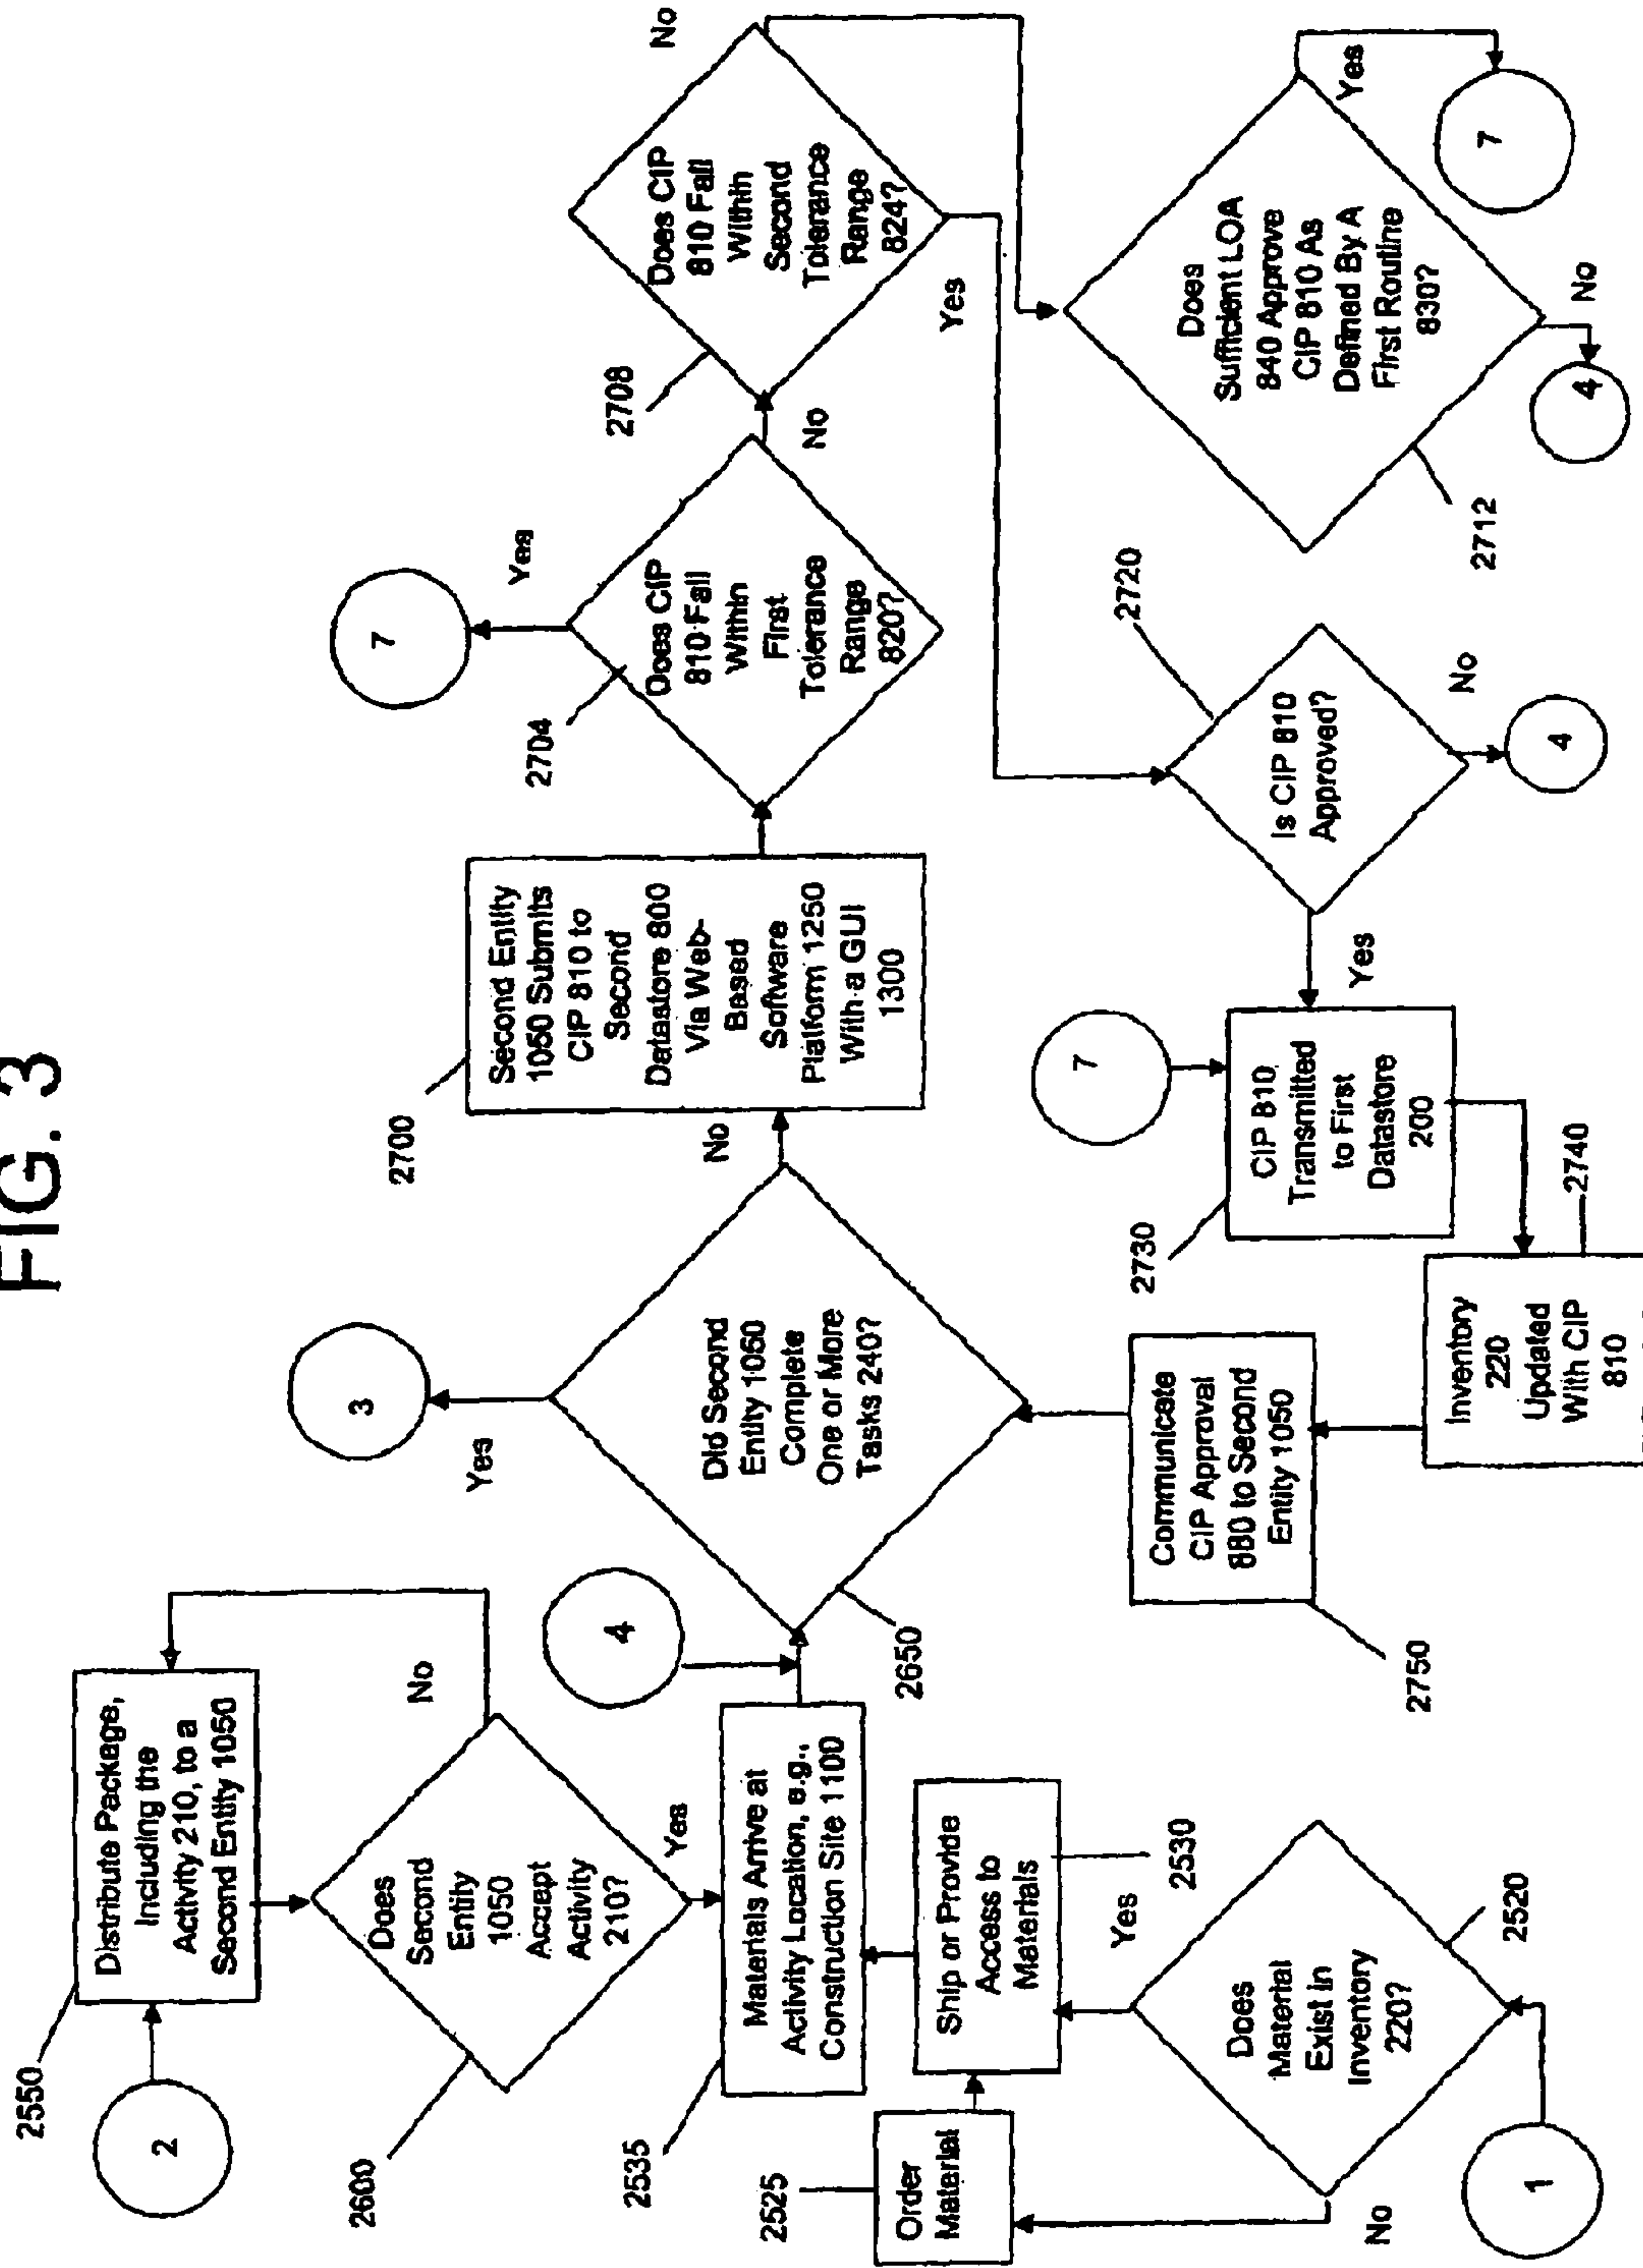 FIG. 3
2550
Distribute Package,
Including the
Activity 210, to a
Second Entity 1050
2
2600
Does
Second
Entity
1050
Accept
Activity
210?
No
Yes
2535
Materials Arrive at
Activity Location, e.g.,
Construction Site 1100
4
2525
Order
Material
Ship or Provide
Access to
Materials
2530
Yes
Does
Material
Exist in
Inventory
220?
2520
No
1
3
Yes
Did Second
Entity 1050
Complete
One or More
Tasks 240?
2650
No
2700
Second Entity
1050 Submits
CIP 810 to
Second
Datastore 800
Via Web-
Based
Software
Platform 1250
With a GUI
1300
7
Yes
2704
Does CIP
810 Fall
Within
First
Tolerance
Range
820?
No
2708
Does CIP
810 Fall
Within
Second
Tolerance
Range
824?
No
Yes
Does
Sufficient LOA
840 Approve
CIP 810 As
Defined By A
First Routine
830?
Yes
7
No
4
2712
2720
Is CIP 810
Approved?
No
4
Yes
7
2730
CIP 810
Transmitted
to First
Datastore
200
2740
Inventory
220
Updated
With CIP
810
Communicate
CIP Approval
880 to Second
Entity 1050
2750